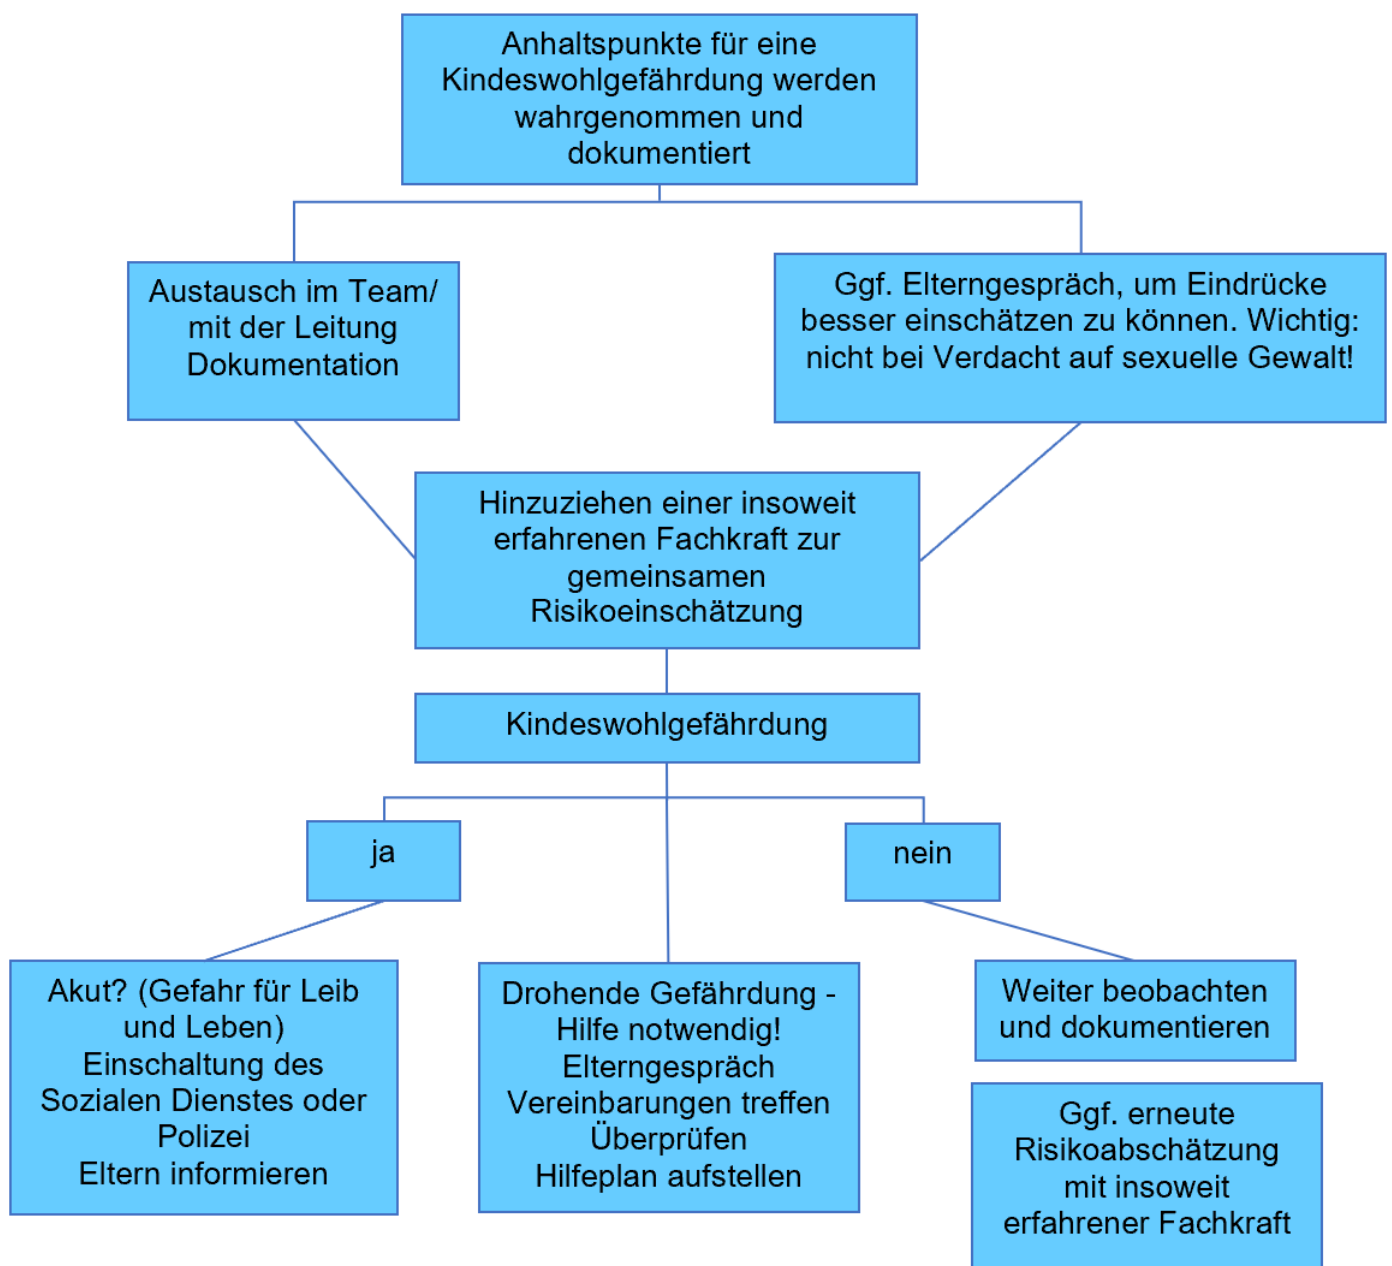 Anhaltspunkte für eine
Kindeswohlgefährdung werden
wahrgenommen und
dokumentiert
Austausch im Team/
mit der Leitung
Dokumentation
Ggf. Elterngespräch, um Eindrücke
besser einschätzen zu können. Wichtig:
nicht bei Verdacht auf sexuelle Gewalt!
Hinzuziehen einer insoweit
erfahrenen Fachkraft zur
gemeinsamen
Risikoeinschätzung
Kindeswohlgefährdung
ja
nein
Akut? (Gefahr für Leib
und Leben)
Einschaltung des
Sozialen Dienstes oder
Polizei
Eltern informieren
Drohende Gefährdung -
Hilfe notwendig!
Elterngespräch
Vereinbarungen treffen
Überprüfen
Hilfeplan aufstellen
Weiter beobachten
und dokumentieren
Ggf. erneute
Risikoabschätzung
mit insoweit
erfahrener Fachkraft